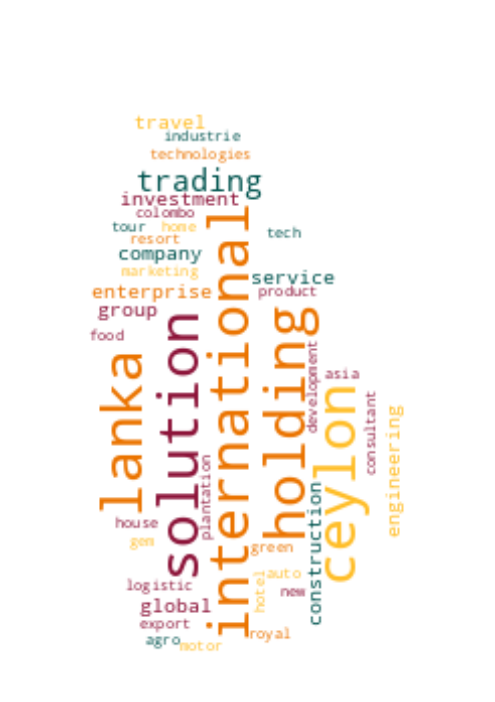 travel
industrie
technologies
trading
investment
colombo
tour
home
resort
tech
company
marketing
service
enterprise
product
group
food
international
solution
holding
lanka
development
asia
ceylon
consultant
engineering
plantation
construction
house
gem
green
logistic
auto
hotel
new
global
export
royal
agro
motor